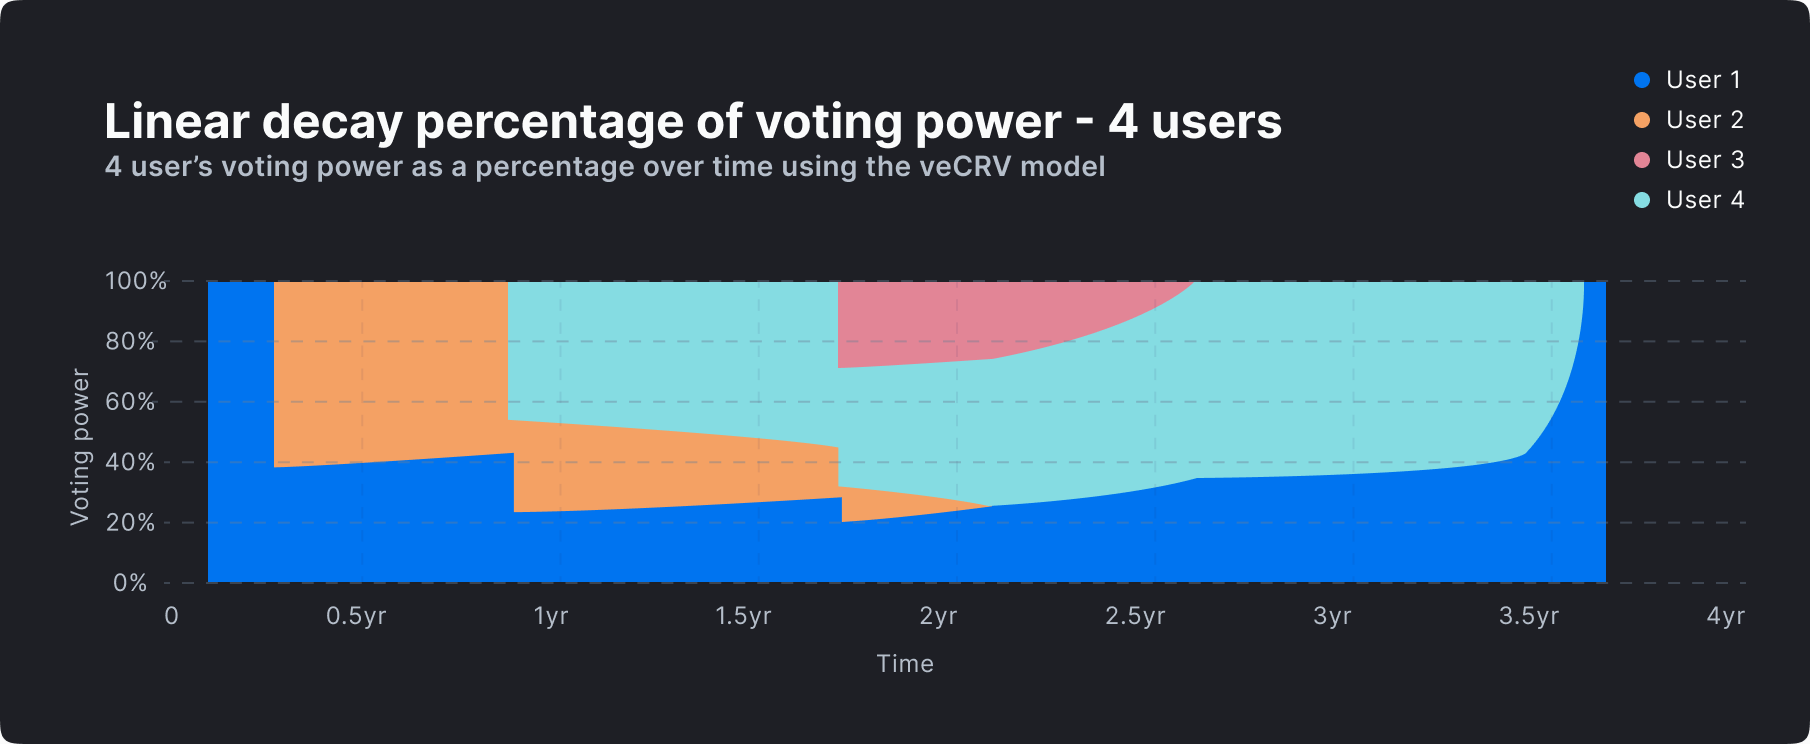 Linear decay percentage of voting power - 4 users
4 user’s voting power as a percentage over time using the veCRV model
User 1
User 2
User 3
User 4
Voting power
100%
80%
60%
40%
20%
0%
0 0.5yr 1yr 1.5yr 2yr 2.5yr 3yr 3.5yr 4yr
Time